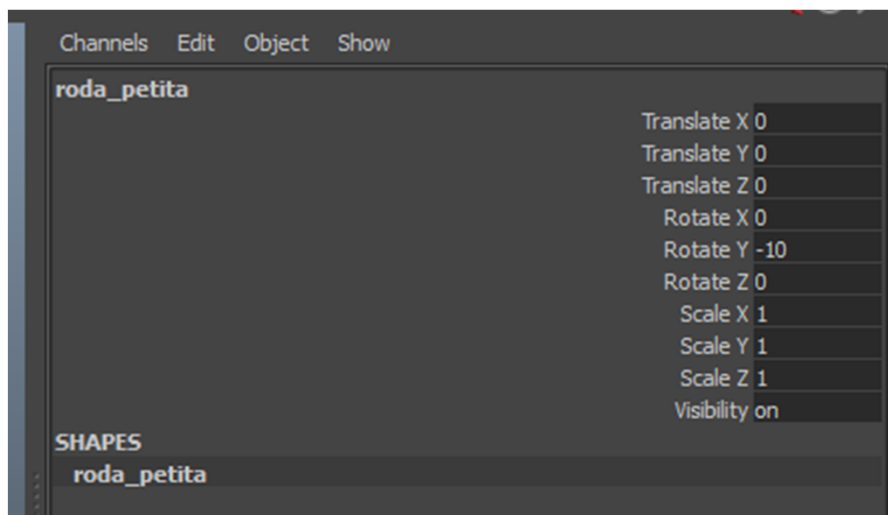 Channels Edit Object Show
roda_petita
Translate X 0
Translate Y 0
Translate Z 0
Rotate X 0
Rotate Y -10
Rotate Z 0
Scale X 1
Scale Y 1
Scale Z 1
Visibility on
SHAPES
roda_petita